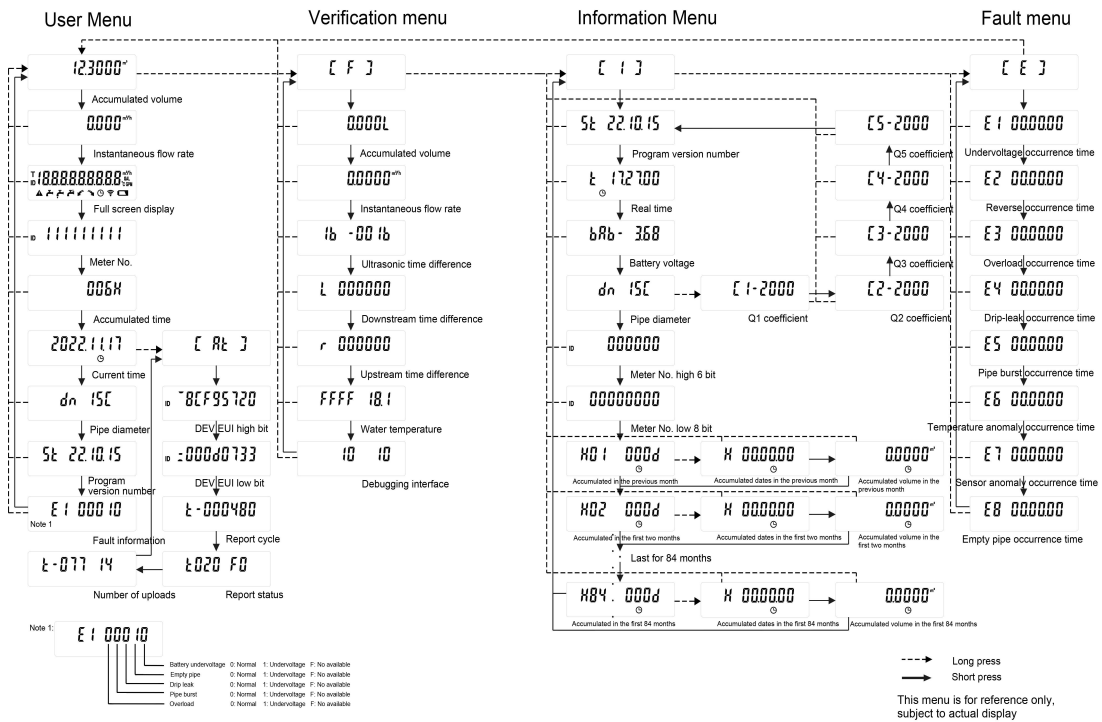 User Menu
Verification menu
Information Menu
Fault menu
12.3000 m³
Accumulated volume
0.000 m³/h
Instantaneous flow rate
Full screen display
ID 111111111
Meter No.
006H
Accumulated time
2022.11.17
Current time
dn 15C
Pipe diameter
St 22.10.15
Program
version number
E1 00010
Note 1
Fault information
t-077 14
Number of uploads
[ At ]
ID ¯8CF95720
DEV EUI high bit
ID _000d0733
DEV EUI low bit
t-000480
Report cycle
t020 F0
Report status
[ F ]
0.000L
Accumulated volume
0.0000 m³/h
Instantaneous flow rate
1b -001b
Ultrasonic time difference
L 000000
Downstream time difference
r 000000
Upstream time difference
FFFF 18.1
Water temperature
10 10
Debugging interface
[ 1 ]
St 22.10.15
Program version number
t 17.27.00
Real time
bAb- 3.68
Battery voltage
dn 15C
Pipe diameter
C1-2000
Q1 coefficient
C2-2000
Q2 coefficient
C3-2000
Q3 coefficient
C4-2000
Q4 coefficient
C5-2000
Q5 coefficient
ID 000000
Meter No. high 6 bit
ID 00000000
Meter No. low 8 bit
H01 000d
Accumulated in the previous month
H 00.00.00
Accumulated dates in the previous month
0.0000 m³
Accumulated volume in the
previous month
H02 000d
Accumulated in the first two months
H 00.00.00
Accumulated dates in the first two months
0.0000 m³
Accumulated volume in the
first two months
Last for 84 months
H84 000d
Accumulated in the first 84 months
H 00.00.00
Accumulated dates in the first 84 months
0.0000 m³
Accumulated volume in the first 84 months
[ E ]
E1 00.00.00
Undervoltage occurrence time
E2 00.00.00
Reverse occurrence time
E3 00.00.00
Overload occurrence time
E4 00.00.00
Drip-leak occurrence time
E5 00.00.00
Pipe burst occurrence time
E6 00.00.00
Temperature anomaly occurrence time
E7 00.00.00
Sensor anomaly occurrence time
E8 00.00.00
Empty pipe occurrence time
Note 1:
E1 00010
Battery undervoltage 0: Normal 1: Undervoltage F: No available
Empty pipe 0: Normal 1: Undervoltage F: No available
Drip leak 0: Normal 1: Undervoltage F: No available
Pipe burst 0: Normal 1: Undervoltage F: No available
Overload 0: Normal 1: Undervoltage F: No available
Long press
Short press
This menu is for reference only,
subject to actual display